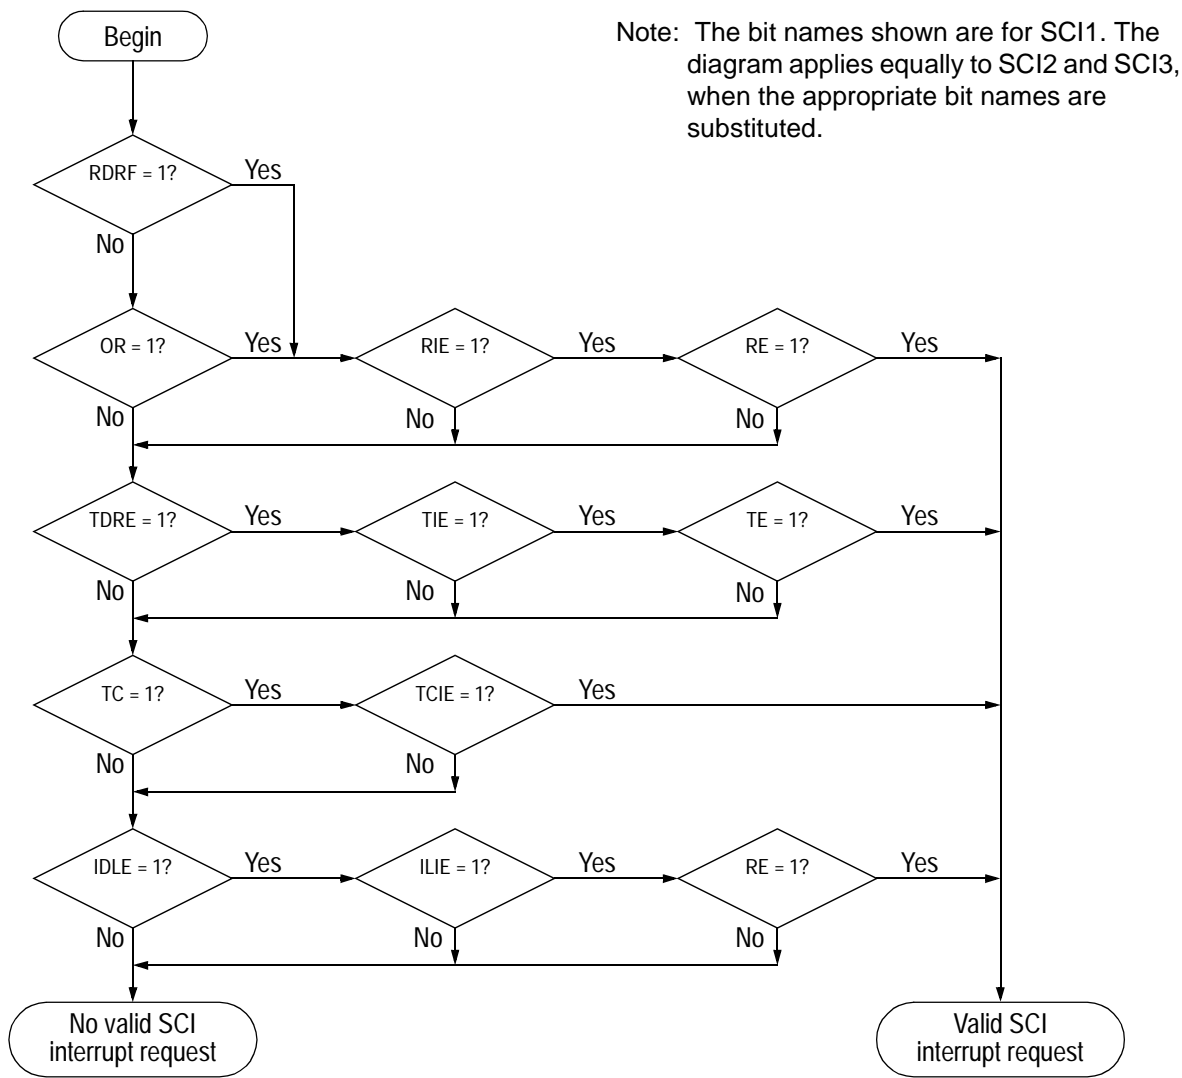 Begin
Note: The bit names shown are for SCI1. The
diagram applies equally to SCI2 and SCI3,
when the appropriate bit names are
substituted.
RDRF = 1?
Yes
No
OR = 1?
Yes
RIE = 1?
Yes
RE = 1?
Yes
No
No
No
TDRE = 1?
Yes
TIE = 1?
Yes
TE = 1?
Yes
No
No
No
TC = 1?
Yes
TCIE = 1?
Yes
No
No
IDLE = 1?
Yes
ILIE = 1?
Yes
RE = 1?
Yes
No
No
No
No valid SCI
interrupt request
Valid SCI
interrupt request